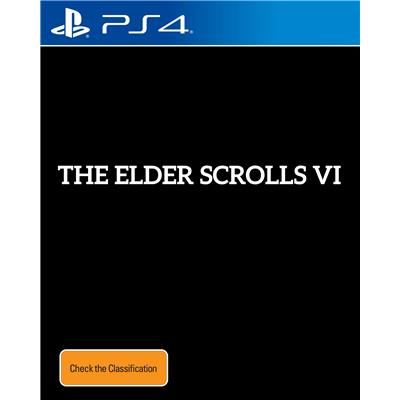 PS4
THE ELDER SCROLLS VI
Check the Classification